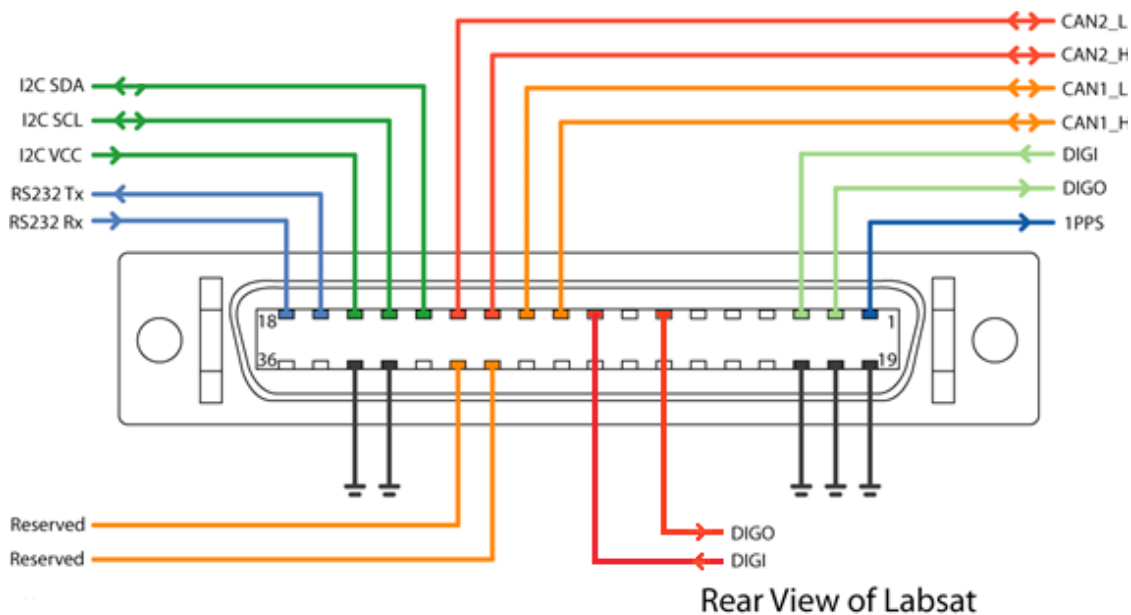 CAN2_L
CAN2_H
I2C SDA
CAN1_L
I2C SCL
CAN1_H
I2C VCC
DIGI
RS232 Tx
DIGO
RS232 Rx
1PPS
18
1
36
19
Reserved
DIGO
Reserved
DIGI
Rear View of Labsat